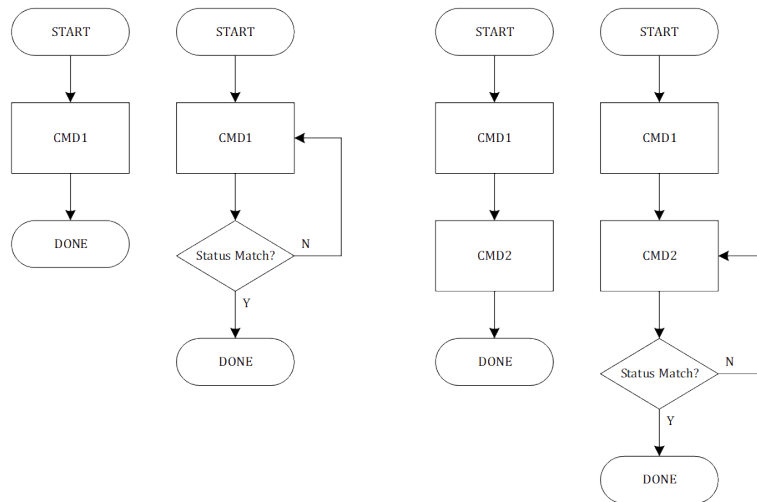 START
CMD1
DONE
START
CMD1
Status Match?
N
Y
DONE
START
CMD1
CMD2
DONE
START
CMD1
CMD2
Status Match?
N
Y
DONE